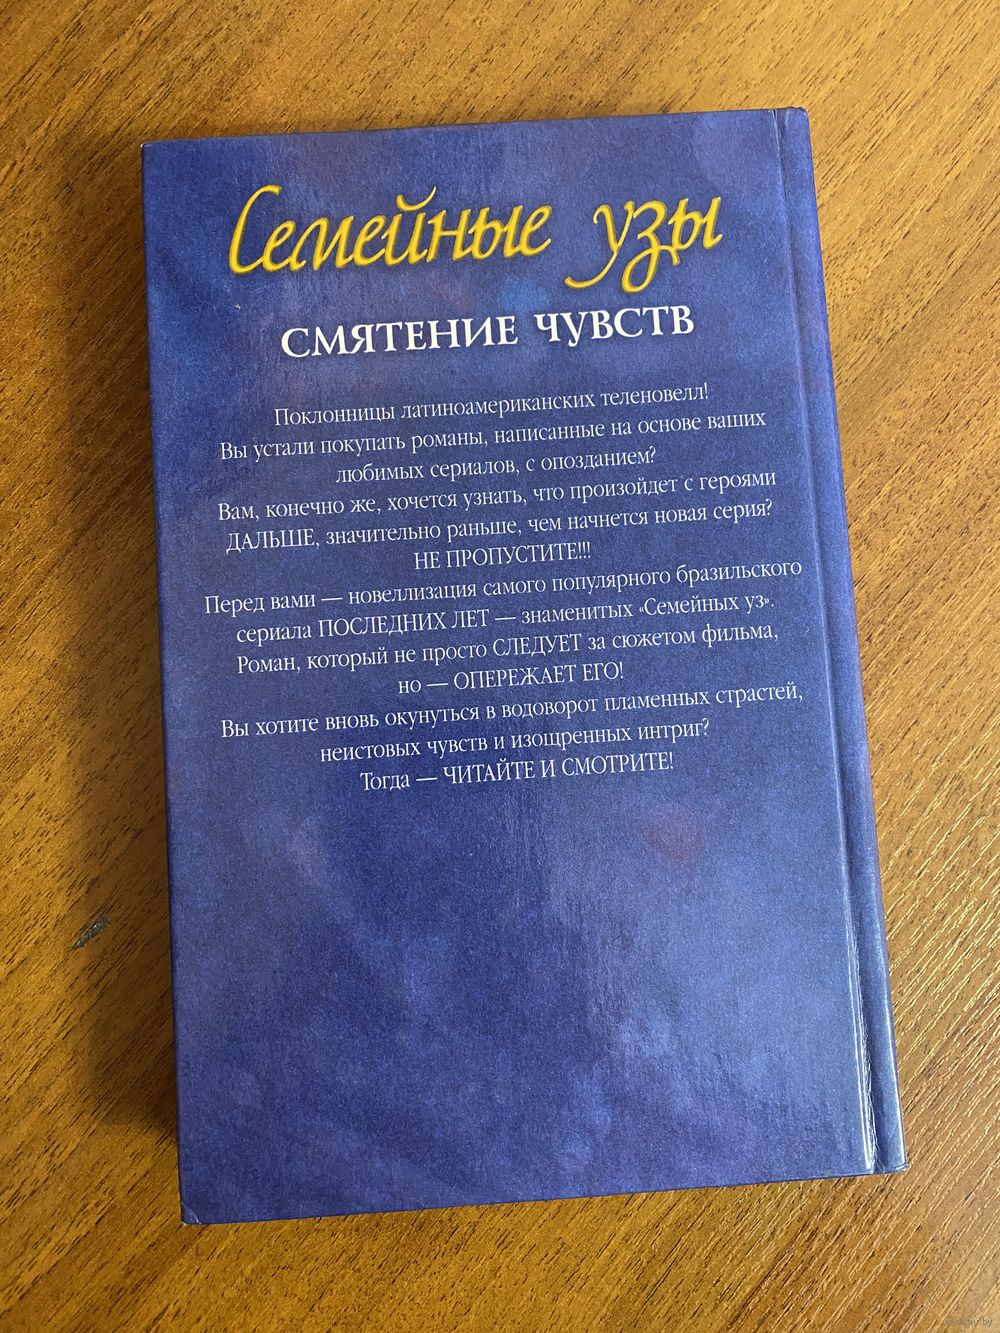 Семейные узы
СМЯТЕНИЕ ЧУВСТВ
Поклонницы латиноамериканских теленовелл!
Вы устали покупать романы, написанные на основе ваших
любимых сериалов, с опозданием?
Вам, конечно же, хочется узнать, что произойдет с героями
ДАЛЬШЕ, значительно раньше, чем начнется новая серия?
НЕ ПРОПУСТИТЕ!!!
Перед вами — новеллизация самого популярного бразильского
сериала ПОСЛЕДНИХ ЛЕТ — знаменитых «Семейных уз».
Роман, который не просто СЛЕДУЕТ за сюжетом фильма,
но — ОПЕРЕЖАЕТ ЕГО!
Вы хотите вновь окунуться в водоворот пламенных страстей,
неистовых чувств и изощренных интриг?
Тогда — ЧИТАЙТЕ И СМОТРИТЕ!